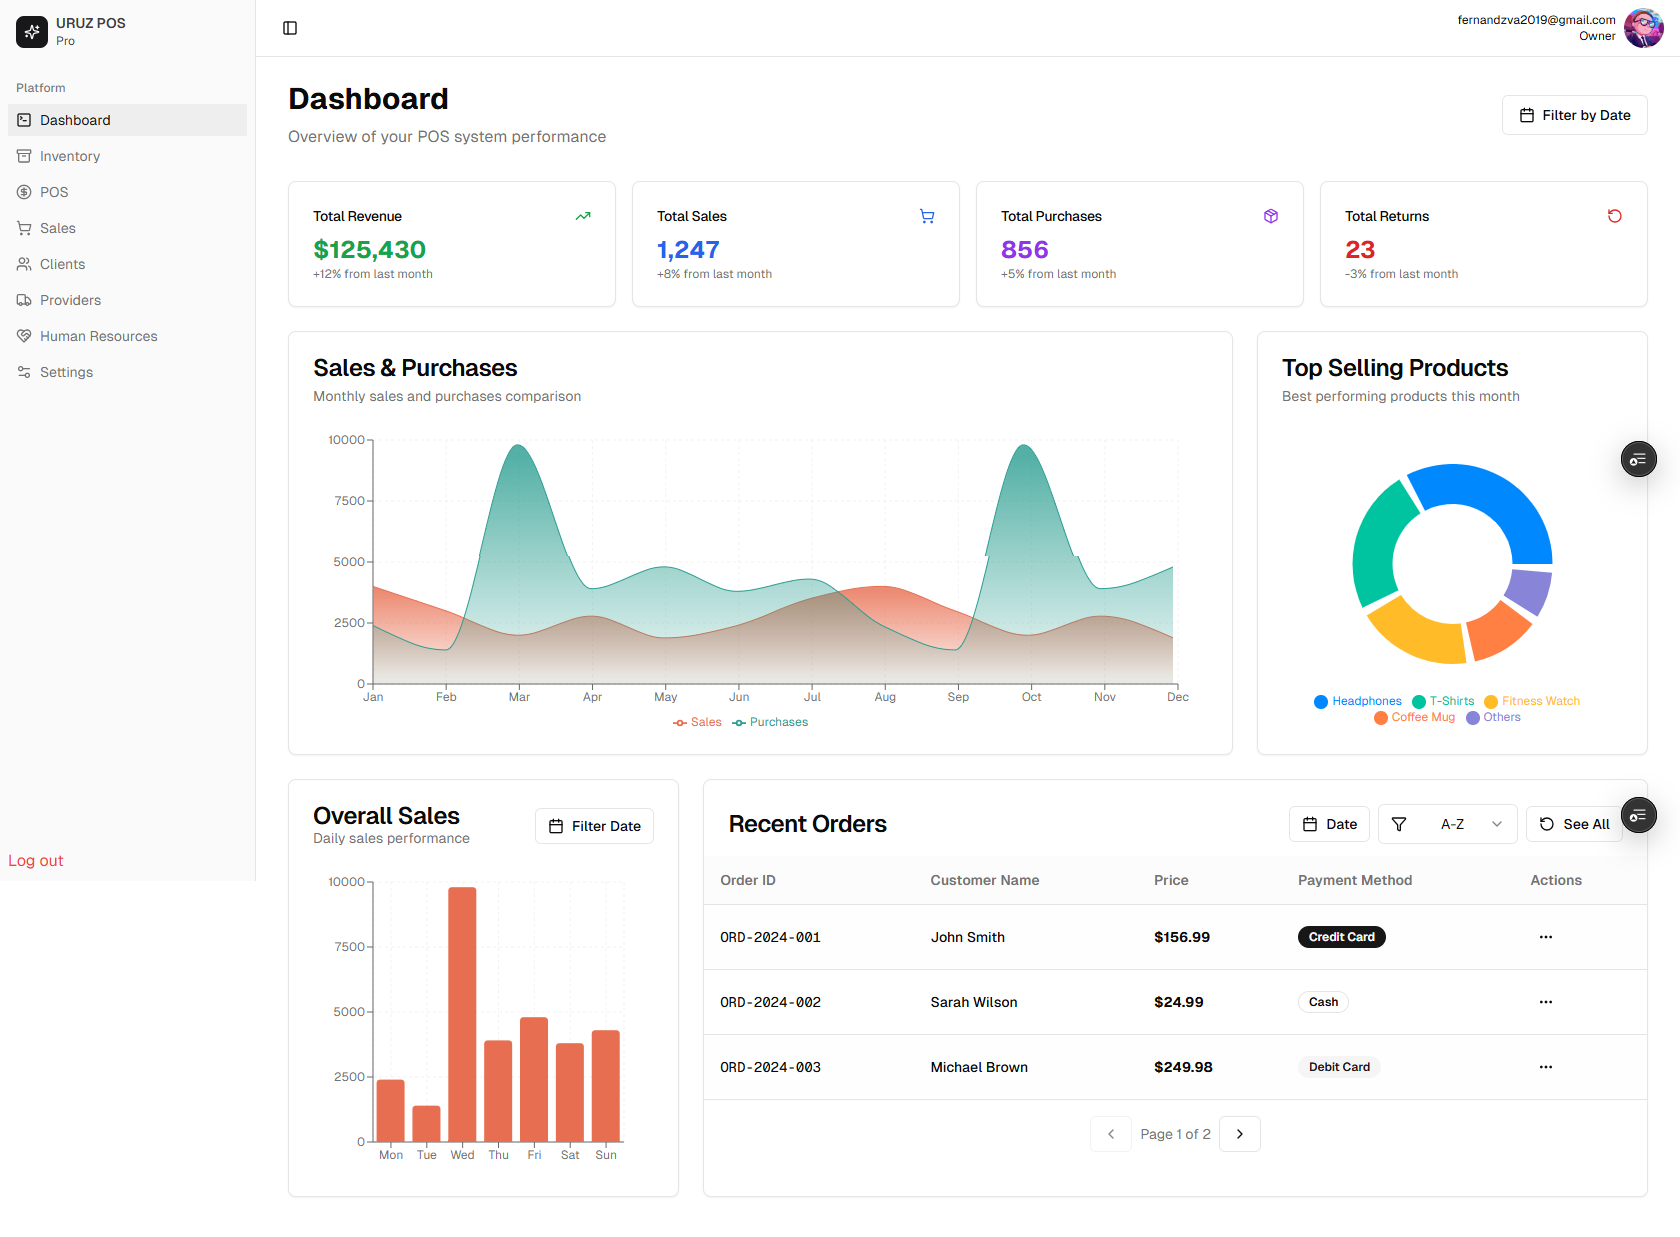 URUZ POS
Pro
fernandzva2019@gmail.com
Owner
Platform
Dashboard
Inventory
POS
Sales
Clients
Providers
Human Resources
Settings
Log out
Dashboard
Overview of your POS system performance
Filter by Date
Total Revenue
$125,430
+12% from last month
Total Sales
1,247
+8% from last month
Total Purchases
856
+5% from last month
Total Returns
23
-3% from last month
Sales & Purchases
Monthly sales and purchases comparison
10000
7500
5000
2500
0
Jan Feb Mar Apr May Jun Jul Aug Sep Oct Nov Dec
Sales Purchases
Top Selling Products
Best performing products this month
Headphones T-Shirts Fitness Watch
Coffee Mug Others
Overall Sales
Daily sales performance
Filter Date
10000
7500
5000
2500
0
Mon Tue Wed Thu Fri Sat Sun
Recent Orders
Date
A-Z
See All
Order ID Customer Name Price Payment Method Actions
ORD-2024-001 John Smith $156.99 Credit Card
ORD-2024-002 Sarah Wilson $24.99 Cash
ORD-2024-003 Michael Brown $249.98 Debit Card
Page 1 of 2